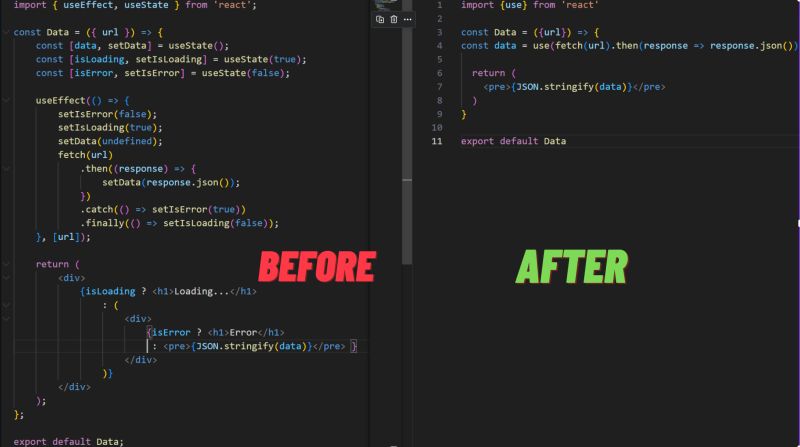 import { useEffect, useState } from 'react';
const Data = ({ url }) => {
const [data, setData] = useState();
const [isLoading, setIsLoading] = useState(true);
const [isError, setIsError] = useState(false);
useEffect(() => {
setIsError(false);
setIsLoading(true);
setData(undefined);
fetch(url)
.then((response) => {
setData(response.json());
})
.catch(() => setIsError(true))
.finally(() => setIsLoading(false));
}, [url]);
return (
<div>
{isLoading ? <h1>Loading...</h1>
: (
<div>
{isError ? <h1>Error</h1>
: <pre>{JSON.stringify(data)}</pre> }
</div>
)}
</div>
);
};
export default Data;
BEFORE
1 import {use} from 'react'
2
3 const Data = ({url}) => {
4 const data = use(fetch(url).then(response => response.json())
5
6 return (
7 <pre>{JSON.stringify(data)}</pre>
8 )
9 }
10
11 export default Data
AFTER